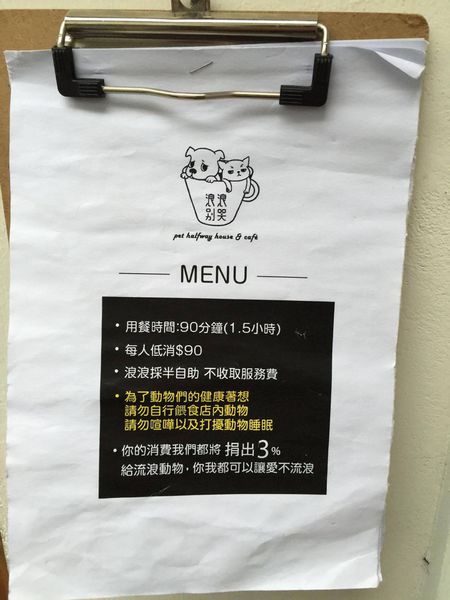 浪浪
別哭
pet halfway house & café
MENU
• 用餐時間:90分鐘(1.5小時)
• 每人低消$90
• 浪浪採半自助 不收取服務費
• 為了動物們的健康著想
請勿自行餵食店內動物
請勿喧嘩以及打擾動物睡眠
• 你的消費我們都將 捐出3%
給流浪動物，你我都可以讓愛不流浪